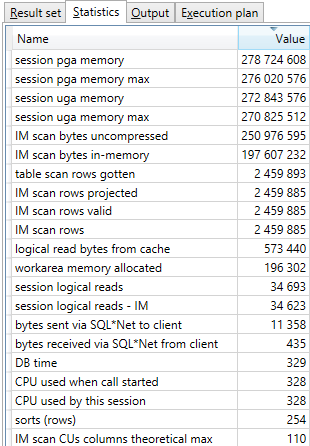 Result set Statistics Output Execution plan
Name Value
session pga memory 278 724 608
session pga memory max 276 020 576
session uga memory 272 843 576
session uga memory max 270 825 512
IM scan bytes uncompressed 250 976 595
IM scan bytes in-memory 197 607 232
table scan rows gotten 2 459 893
IM scan rows projected 2 459 885
IM scan rows valid 2 459 885
IM scan rows 2 459 885
logical read bytes from cache 573 440
workarea memory allocated 196 302
session logical reads 34 693
session logical reads - IM 34 623
bytes sent via SQL*Net to client 11 358
bytes received via SQL*Net from client 435
DB time 329
CPU used when call started 328
CPU used by this session 328
sorts (rows) 254
IM scan CUs columns theoretical max 110